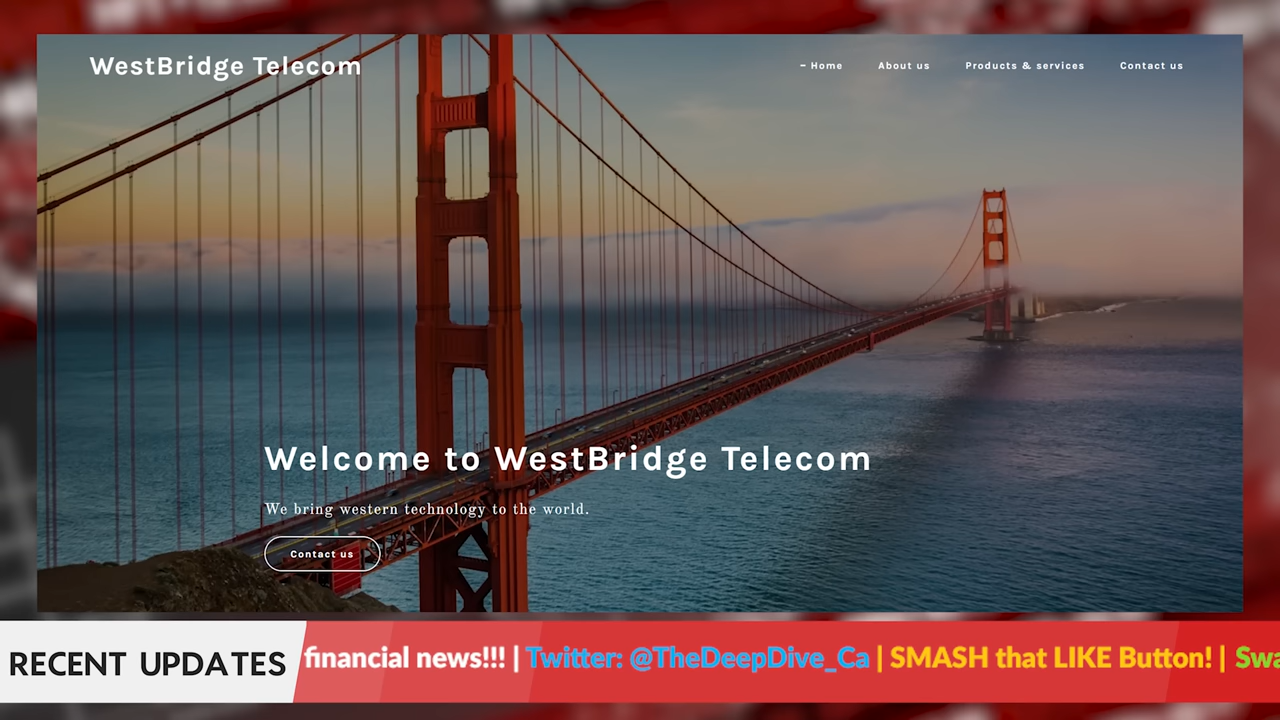 WestBridge Telecom
– Home About us Products & services Contact us
Welcome to WestBridge Telecom
We bring western technology to the world.
Contact us
RECENT UPDATES
financial news!!! | Twitter: @TheDeepDive_Ca | SMASH that LIKE Button! |